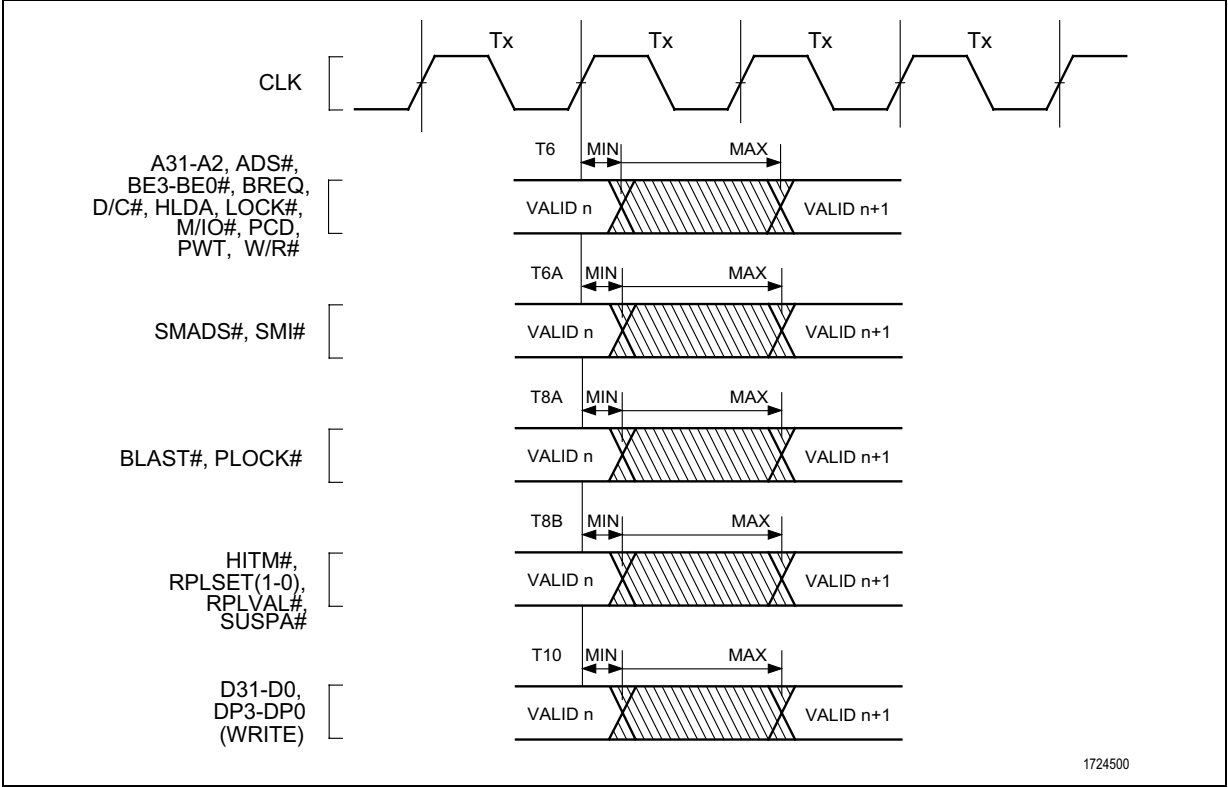 Tx Tx Tx Tx
CLK
T6 MIN MAX
A31-A2, ADS#,
BE3-BE0#, BREQ,
D/C#, HLDA, LOCK#,
M/IO#, PCD,
PWT, W/R#
VALID n VALID n+1
T6A MIN MAX
SMADS#, SMI#
VALID n VALID n+1
T8A MIN MAX
BLAST#, PLOCK#
VALID n VALID n+1
T8B MIN MAX
HITM#,
RPLSET(1-0),
RPLVAL#,
SUSPA#
VALID n VALID n+1
T10 MIN MAX
D31-D0,
DP3-DP0
(WRITE)
VALID n VALID n+1
1724500